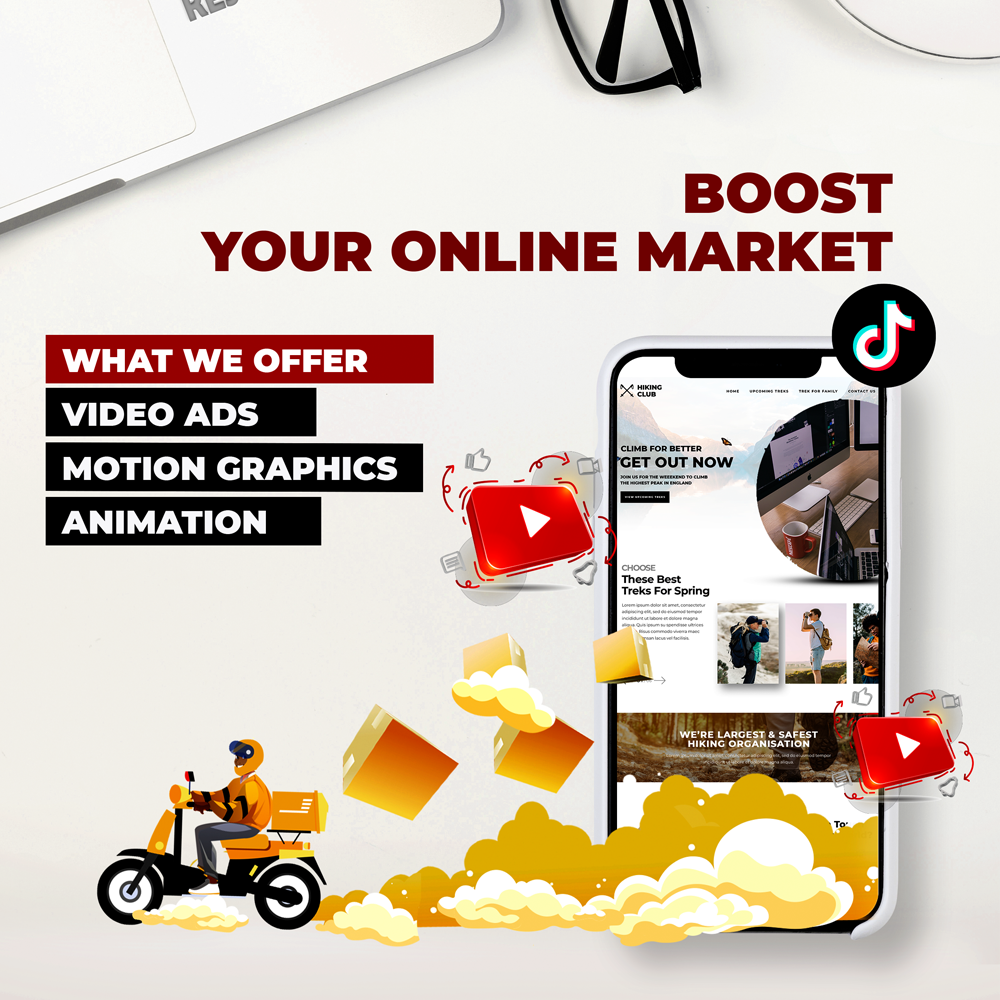 BOOST
YOUR ONLINE MARKET
WHAT WE OFFER
VIDEO ADS
MOTION GRAPHICS
ANIMATION
HIKING
CLUB
HOME UPCOMING TREKS TREK FOR FAMILY CONTACT US
CLIMB FOR BETTER
GET OUT NOW
JOIN US FOR THE WEEEKEND TO CLIMB
THE HIGHEST PEAK IN ENGLAND
VIEW UPCOMING TREKS
CHOOSE
These Best
Treks For Spring
Lorem ipsum dolor sit amet, consectetur
adipiscing elit, sed do eiusmod tempor
incididunt ut labore et dolore magna
aliqua. Quis ipsum su spendisse ultrices
Risus commodo viverra maec
lacus vel facilisis.
WE'RE LARGEST & SAFEST
HIKING ORGANISATION
To: